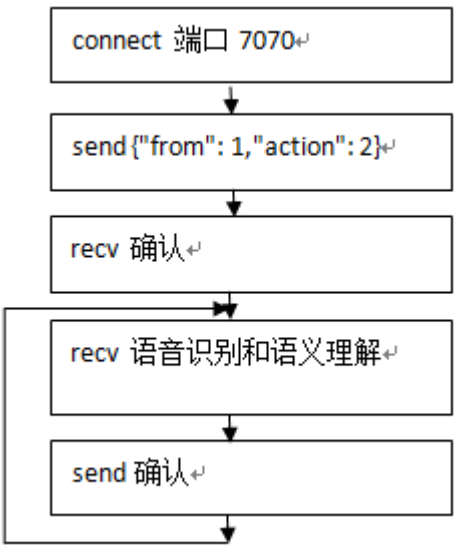 connect 端口 7070↵
send {"from": 1,"action": 2}↵
recv 确认↵
recv 语音识别和语义理解↵
send 确认↵